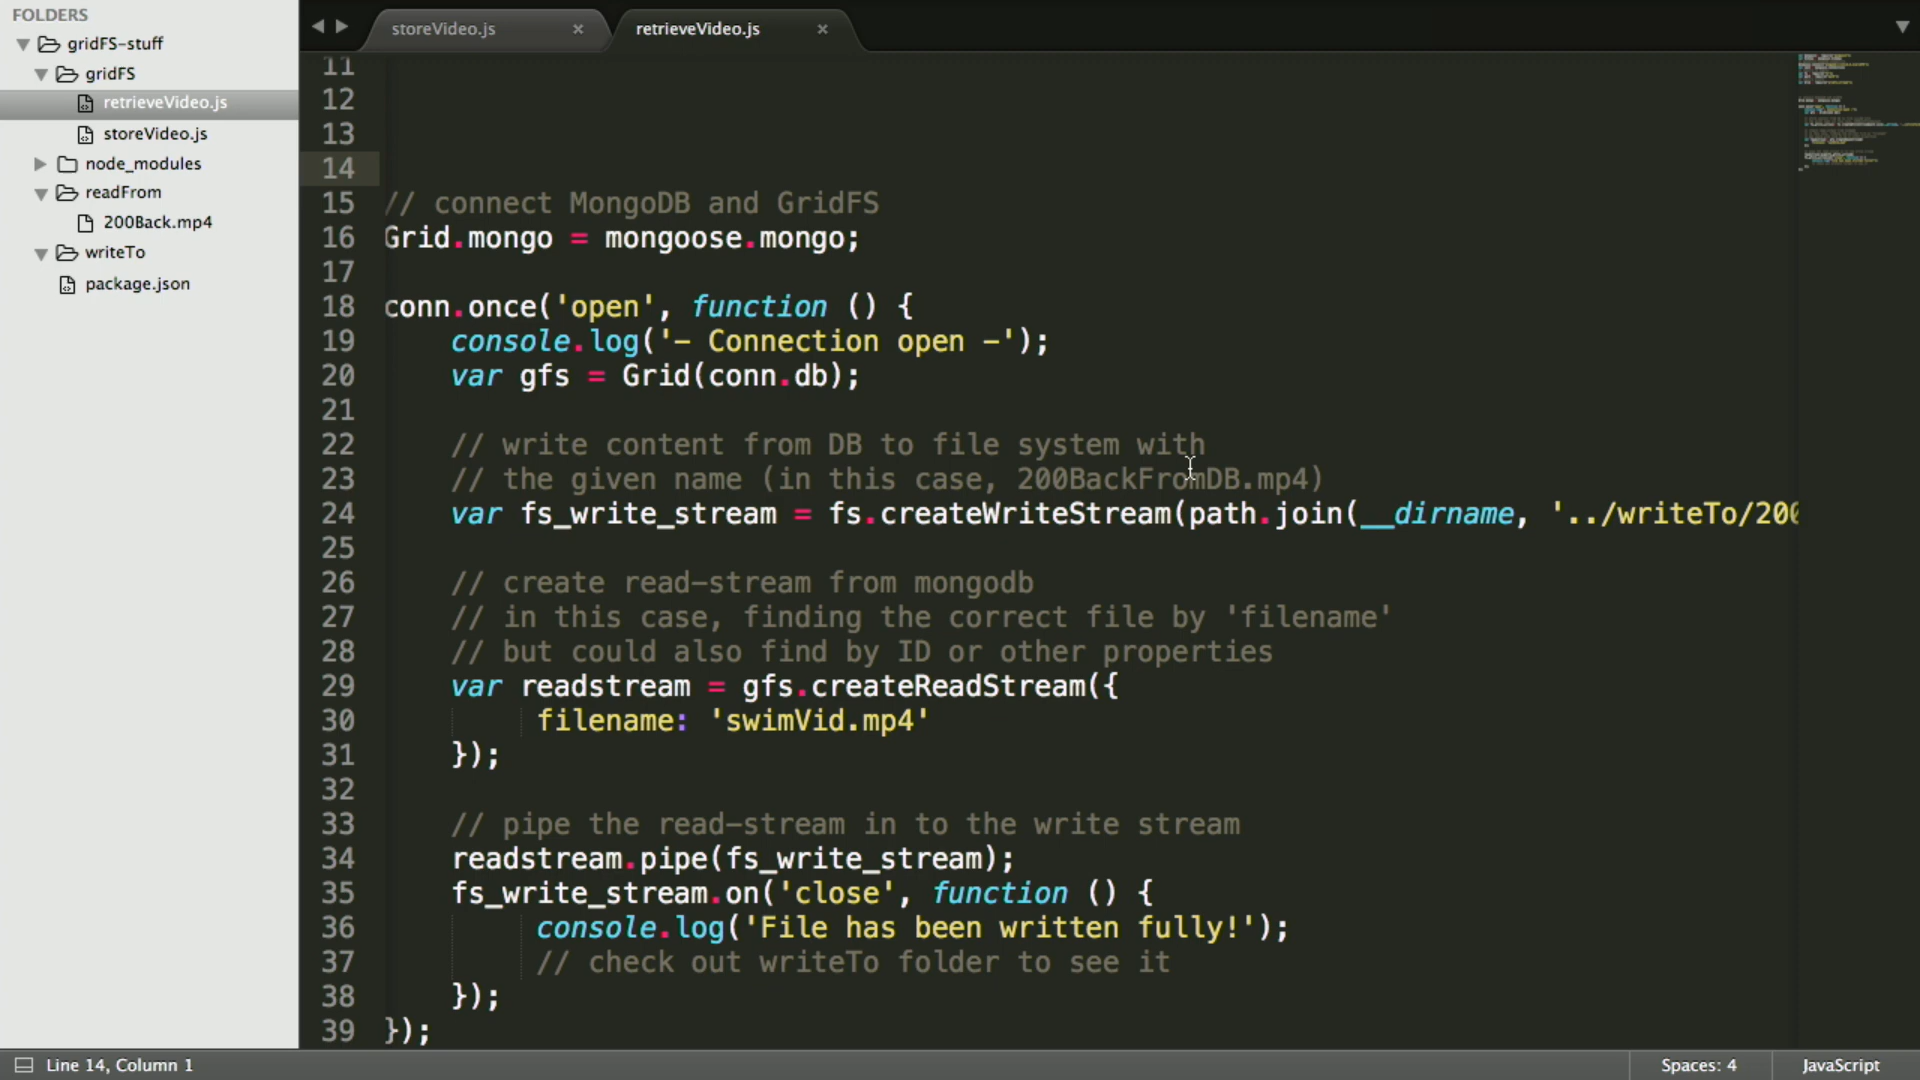 FOLDERS
gridFS-stuff
gridFS
retrieveVideo.js
storeVideo.js
node_modules
readFrom
200Back.mp4
writeTo
package.json
storeVideo.js ×
retrieveVideo.js ×
11
12
13
14
15 // connect MongoDB and GridFS
16 Grid.mongo = mongoose.mongo;
17
18 conn.once('open', function () {
19 console.log('- Connection open -');
20 var gfs = Grid(conn.db);
21
22 // write content from DB to file system with
23 // the given name (in this case, 200BackFromDB.mp4)
24 var fs_write_stream = fs.createWriteStream(path.join(__dirname, '../writeTo/200
25
26 // create read-stream from mongodb
27 // in this case, finding the correct file by 'filename'
28 // but could also find by ID or other properties
29 var readstream = gfs.createReadStream({
30 filename: 'swimVid.mp4'
31 });
32
33 // pipe the read-stream in to the write stream
34 readstream.pipe(fs_write_stream);
35 fs_write_stream.on('close', function () {
36 console.log('File has been written fully!');
37 // check out writeTo folder to see it
38 });
39 });
Line 14, Column 1
Spaces: 4
JavaScript